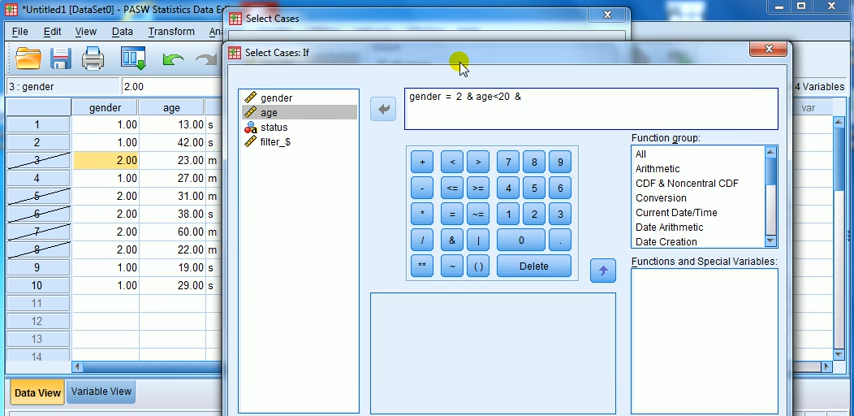 *Untitled1 [DataSet0] - PASW Statistics Data Edi
File Edit View Data Transform An
3 : gender 2.00 4 Variables
gender age var
1 1.00 13.00 s
2 1.00 42.00 s
3 2.00 23.00 m
4 1.00 27.00 m
5 2.00 31.00 m
6 2.00 38.00 s
7 2.00 60.00 m
8 2.00 22.00 m
9 1.00 19.00 s
10 1.00 29.00 s
11
12
13
14
Data View Variable View
Select Cases
Select Cases: If
gender
age
status
filter_$
gender = 2 & age<20 &
+ < > 7 8 9
- <= >= 4 5 6
* = ~= 1 2 3
/ & | 0 .
** ~ ( ) Delete
Function group:
All
Arithmetic
CDF & Noncentral CDF
Conversion
Current Date/Time
Date Arithmetic
Date Creation
Functions and Special Variables: